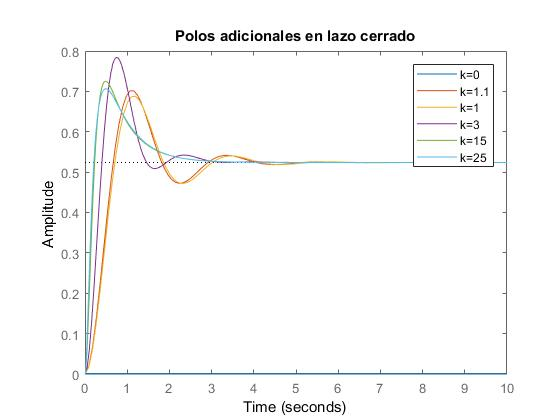 Polos adicionales en lazo cerrado
0.8
0.7
0.6
0.5
0.4
0.3
0.2
0.1
0
Amplitude
k=0
k=1.1
k=1
k=3
k=15
k=25
0 1 2 3 4 5 6 7 8 9 10
Time (seconds)